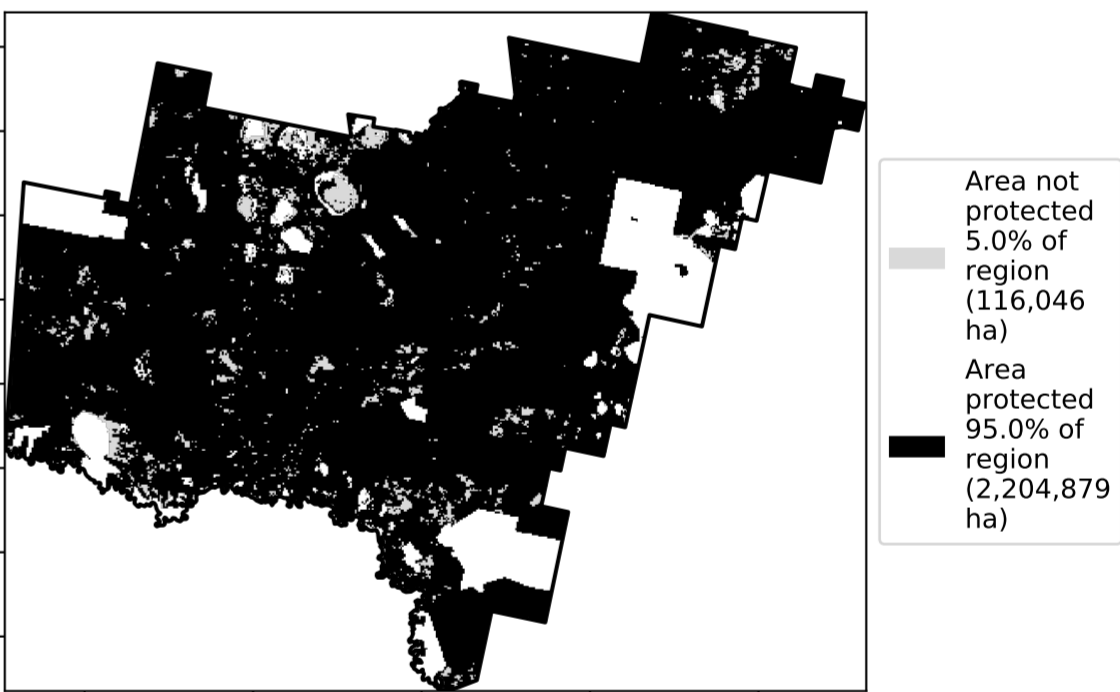 Area not
protected
5.0% of
region
(116,046
ha)
Area
protected
95.0% of
region
(2,204,879
ha)